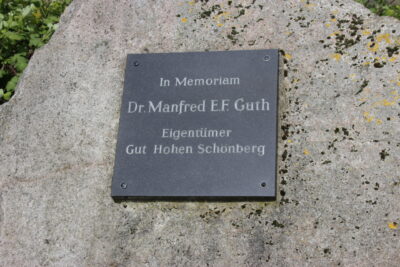 In Memoriam
Dr. Manfred E.F. Guth
Eigentümer
Gut Hohen Schönberg